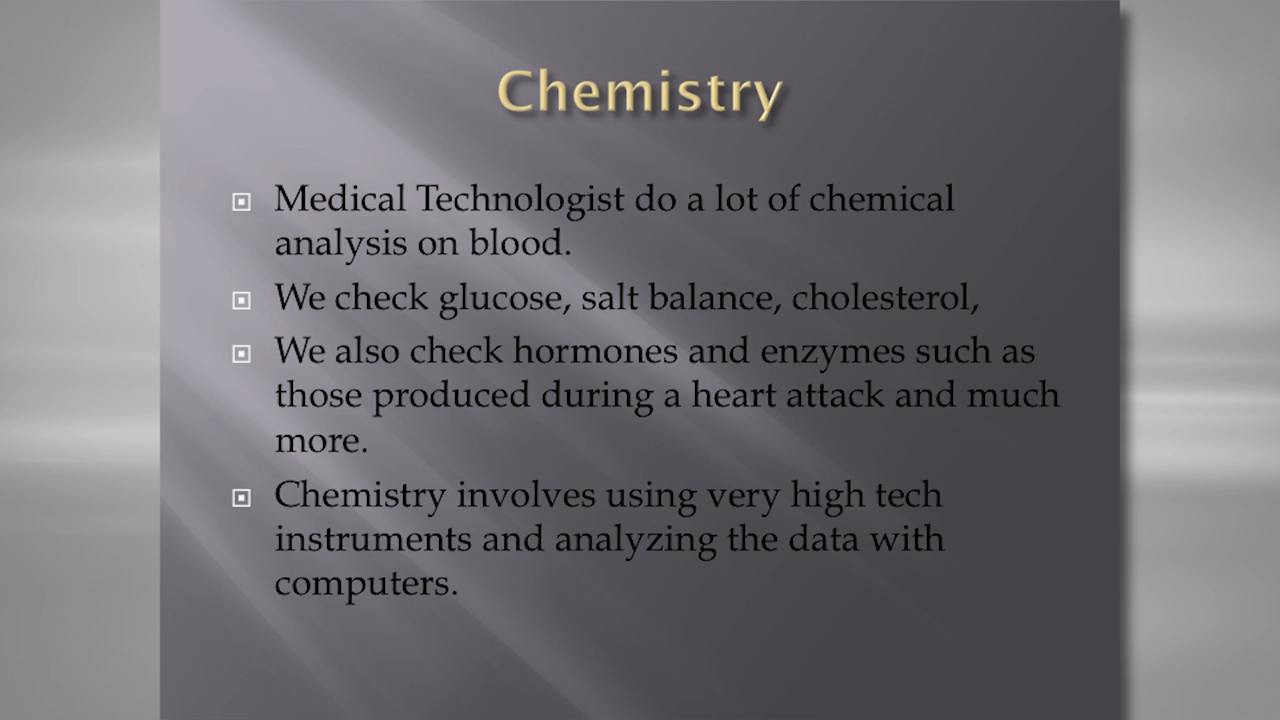 Chemistry
Medical Technologist do a lot of chemical
analysis on blood.
We check glucose, salt balance, cholesterol,
We also check hormones and enzymes such as
those produced during a heart attack and much
more.
Chemistry involves using very high tech
instruments and analyzing the data with
computers.